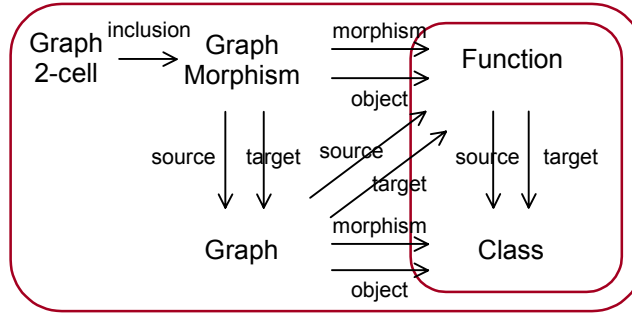 inclusion
Graph
2-cell
Graph
Morphism
morphism
object
Function
source
target
source
target
source
target
Graph
morphism
object
Class